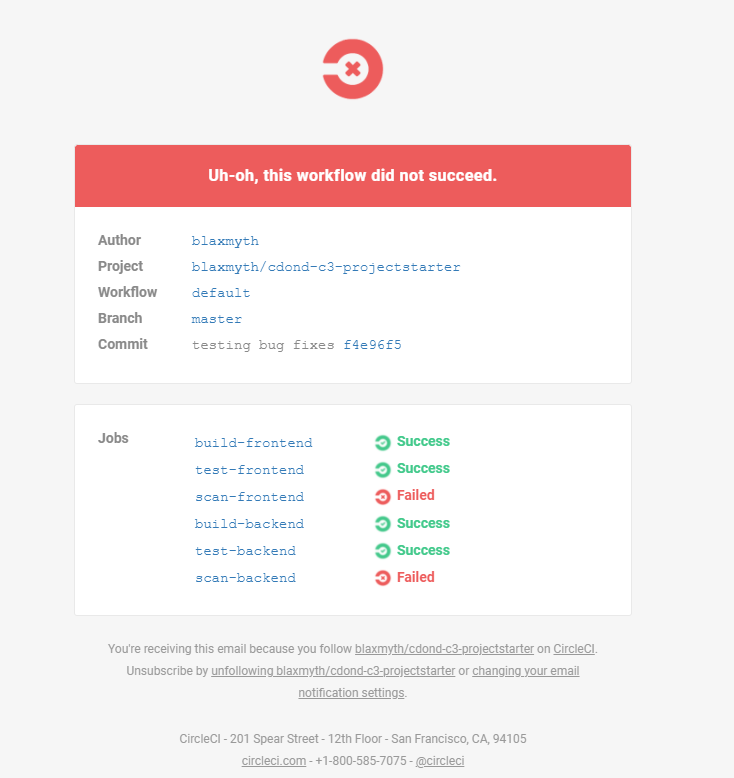 Uh-oh, this workflow did not succeed.
Author blaxmyth
Project blaxmyth/cdond-c3-projectstarter
Workflow default
Branch master
Commit testing bug fixes f4e96f5
Jobs build-frontend Success
test-frontend Success
scan-frontend Failed
build-backend Success
test-backend Success
scan-backend Failed
You're receiving this email because you follow blaxmyth/cdond-c3-projectstarter on CircleCI.
Unsubscribe by unfollowing blaxmyth/cdond-c3-projectstarter or changing your email
notification settings.
CircleCI - 201 Spear Street - 12th Floor - San Francisco, CA, 94105
circleci.com - +1-800-585-7075 - @circleci